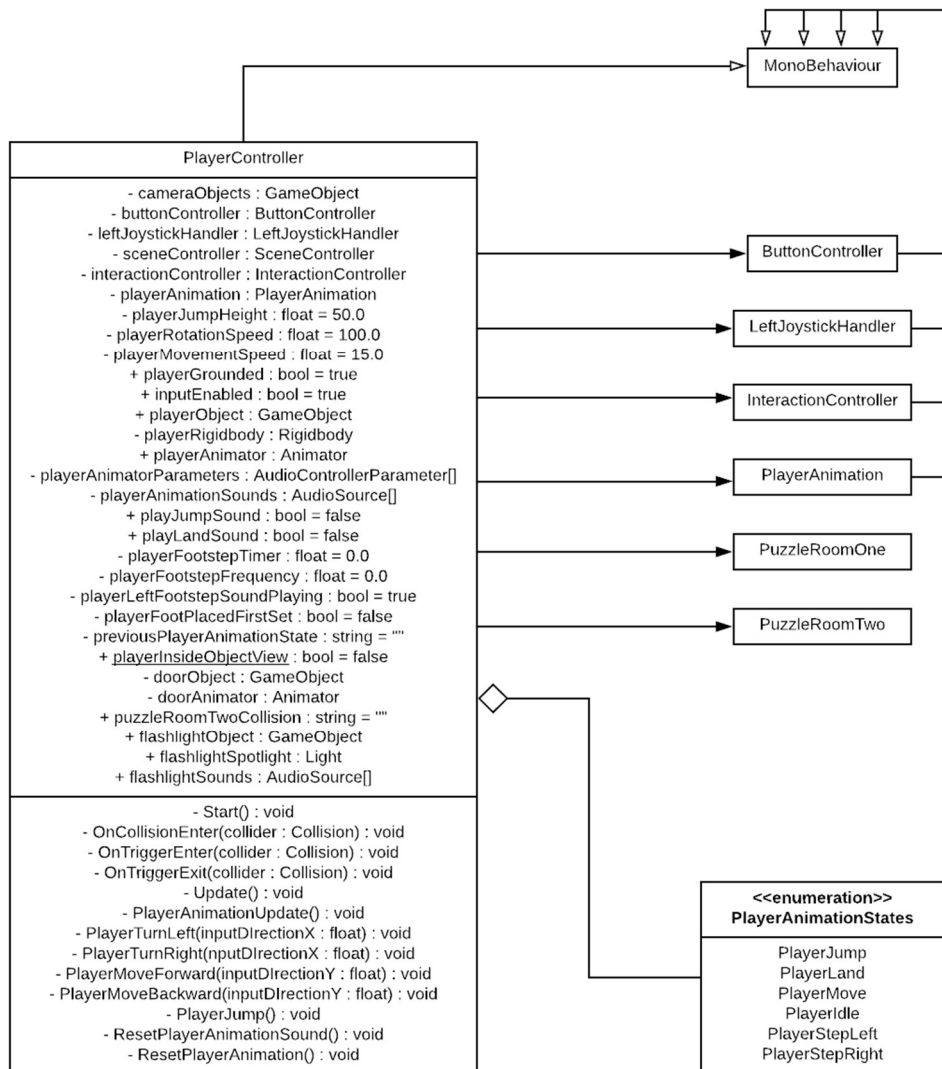 MonoBehaviour
PlayerController
- cameraObjects : GameObject
- buttonController : ButtonController
- leftJoystickHandler : LeftJoystickHandler
- sceneController : SceneController
- interactionController : InteractionController
- playerAnimation : PlayerAnimation
- playerJumpHeight : float = 50.0
- playerRotationSpeed : float = 100.0
- playerMovementSpeed : float = 15.0
+ playerGrounded : bool = true
+ inputEnabled : bool = true
+ playerObject : GameObject
- playerRigidbody : Rigidbody
+ playerAnimator : Animator
- playerAnimatorParameters : AudioControllerParameter[]
- playerAnimationSounds : AudioSource[]
+ playJumpSound : bool = false
+ playLandSound : bool = false
- playerFootstepTimer : float = 0.0
- playerFootstepFrequency : float = 0.0
- playerLeftFootstepSoundPlaying : bool = true
- playerFootPlacedFirstSet : bool = false
- previousPlayerAnimationState : string = ""
+ playerInsideObjectView : bool = false
- doorObject : GameObject
- doorAnimator : Animator
+ puzzleRoomTwoCollision : string = ""
+ flashlightObject : GameObject
+ flashlightSpotlight : Light
+ flashlightSounds : AudioSource[]
- Start() : void
- OnCollisionEnter(collider : Collision) : void
- OnTriggerEnter(collider : Collision) : void
- OnTriggerExit(collider : Collision) : void
- Update() : void
- PlayerAnimationUpdate() : void
- PlayerTurnLeft(inputDIrectionX : float) : void
- PlayerTurnRight(nputDIrectionX : float) : void
- PlayerMoveForward(inputDIrectionY : float) : void
- PlayerMoveBackward(inputDIrectionY : float) : void
- PlayerJump() : void
- ResetPlayerAnimationSound() : void
- ResetPlayerAnimation() : void
ButtonController
LeftJoystickHandler
InteractionController
PlayerAnimation
PuzzleRoomOne
PuzzleRoomTwo
<<enumeration>>
PlayerAnimationStates
PlayerJump
PlayerLand
PlayerMove
PlayerIdle
PlayerStepLeft
PlayerStepRight